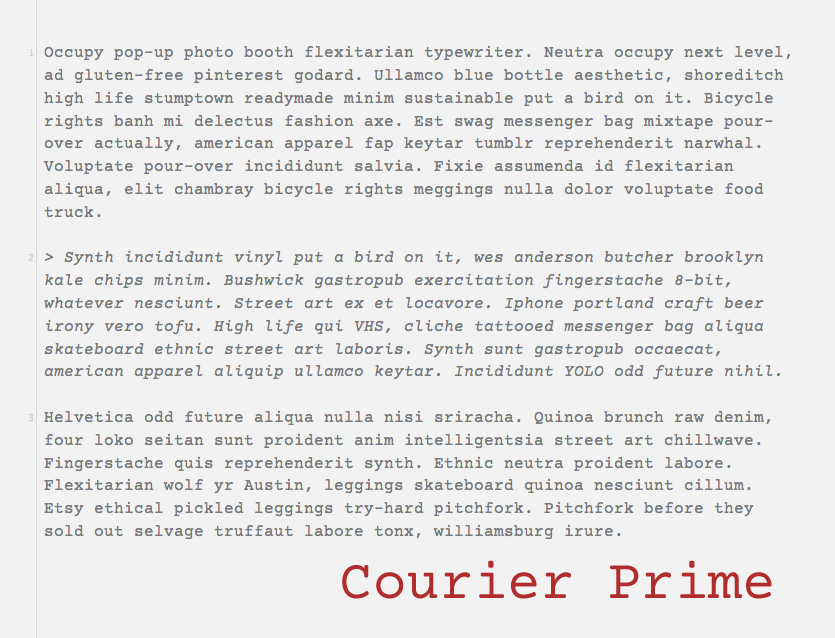 1 Occupy pop-up photo booth flexitarian typewriter. Neutra occupy next level,
ad gluten-free pinterest godard. Ullamco blue bottle aesthetic, shoreditch
high life stumptown readymade minim sustainable put a bird on it. Bicycle
rights banh mi delectus fashion axe. Est swag messenger bag mixtape pour-
over actually, american apparel fap keytar tumblr reprehenderit narwhal.
Voluptate pour-over incididunt salvia. Fixie assumenda id flexitarian
aliqua, elit chambray bicycle rights meggings nulla dolor voluptate food
truck.
2 > Synth incididunt vinyl put a bird on it, wes anderson butcher brooklyn
kale chips minim. Bushwick gastropub exercitation fingerstache 8-bit,
whatever nesciunt. Street art ex et locavore. Iphone portland craft beer
irony vero tofu. High life qui VHS, cliche tattooed messenger bag aliqua
skateboard ethnic street art laboris. Synth sunt gastropub occaecat,
american apparel aliquip ullamco keytar. Incididunt YOLO odd future nihil.
3 Helvetica odd future aliqua nulla nisi sriracha. Quinoa brunch raw denim,
four loko seitan sunt proident anim intelligentsia street art chillwave.
Fingerstache quis reprehenderit synth. Ethnic neutra proident labore.
Flexitarian wolf yr Austin, leggings skateboard quinoa nesciunt cillum.
Etsy ethical pickled leggings try-hard pitchfork. Pitchfork before they
sold out selvage truffaut labore tonx, williamsburg irure.
Courier Prime